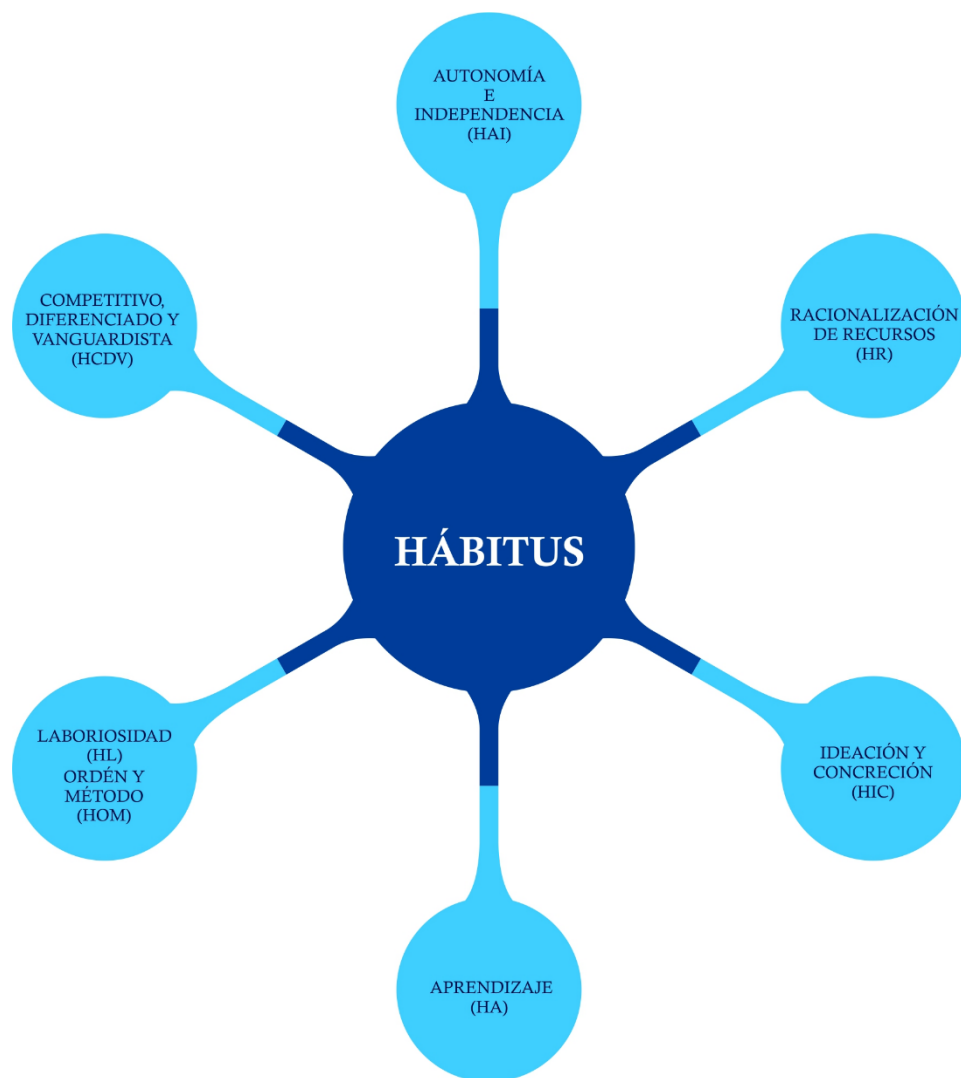 AUTONOMÍA
E
INDEPENDENCIA
(HAI)
COMPETITIVO,
DIFERENCIADO Y
VANGUARDISTA
(HCDV)
RACIONALIZACIÓN
DE RECURSOS
(HR)
HÁBITUS
LABORIOSIDAD
(HL)
ORDÉN Y
MÉTODO
(HOM)
IDEACIÓN Y
CONCRECIÓN
(HIC)
APRENDIZAJE
(HA)